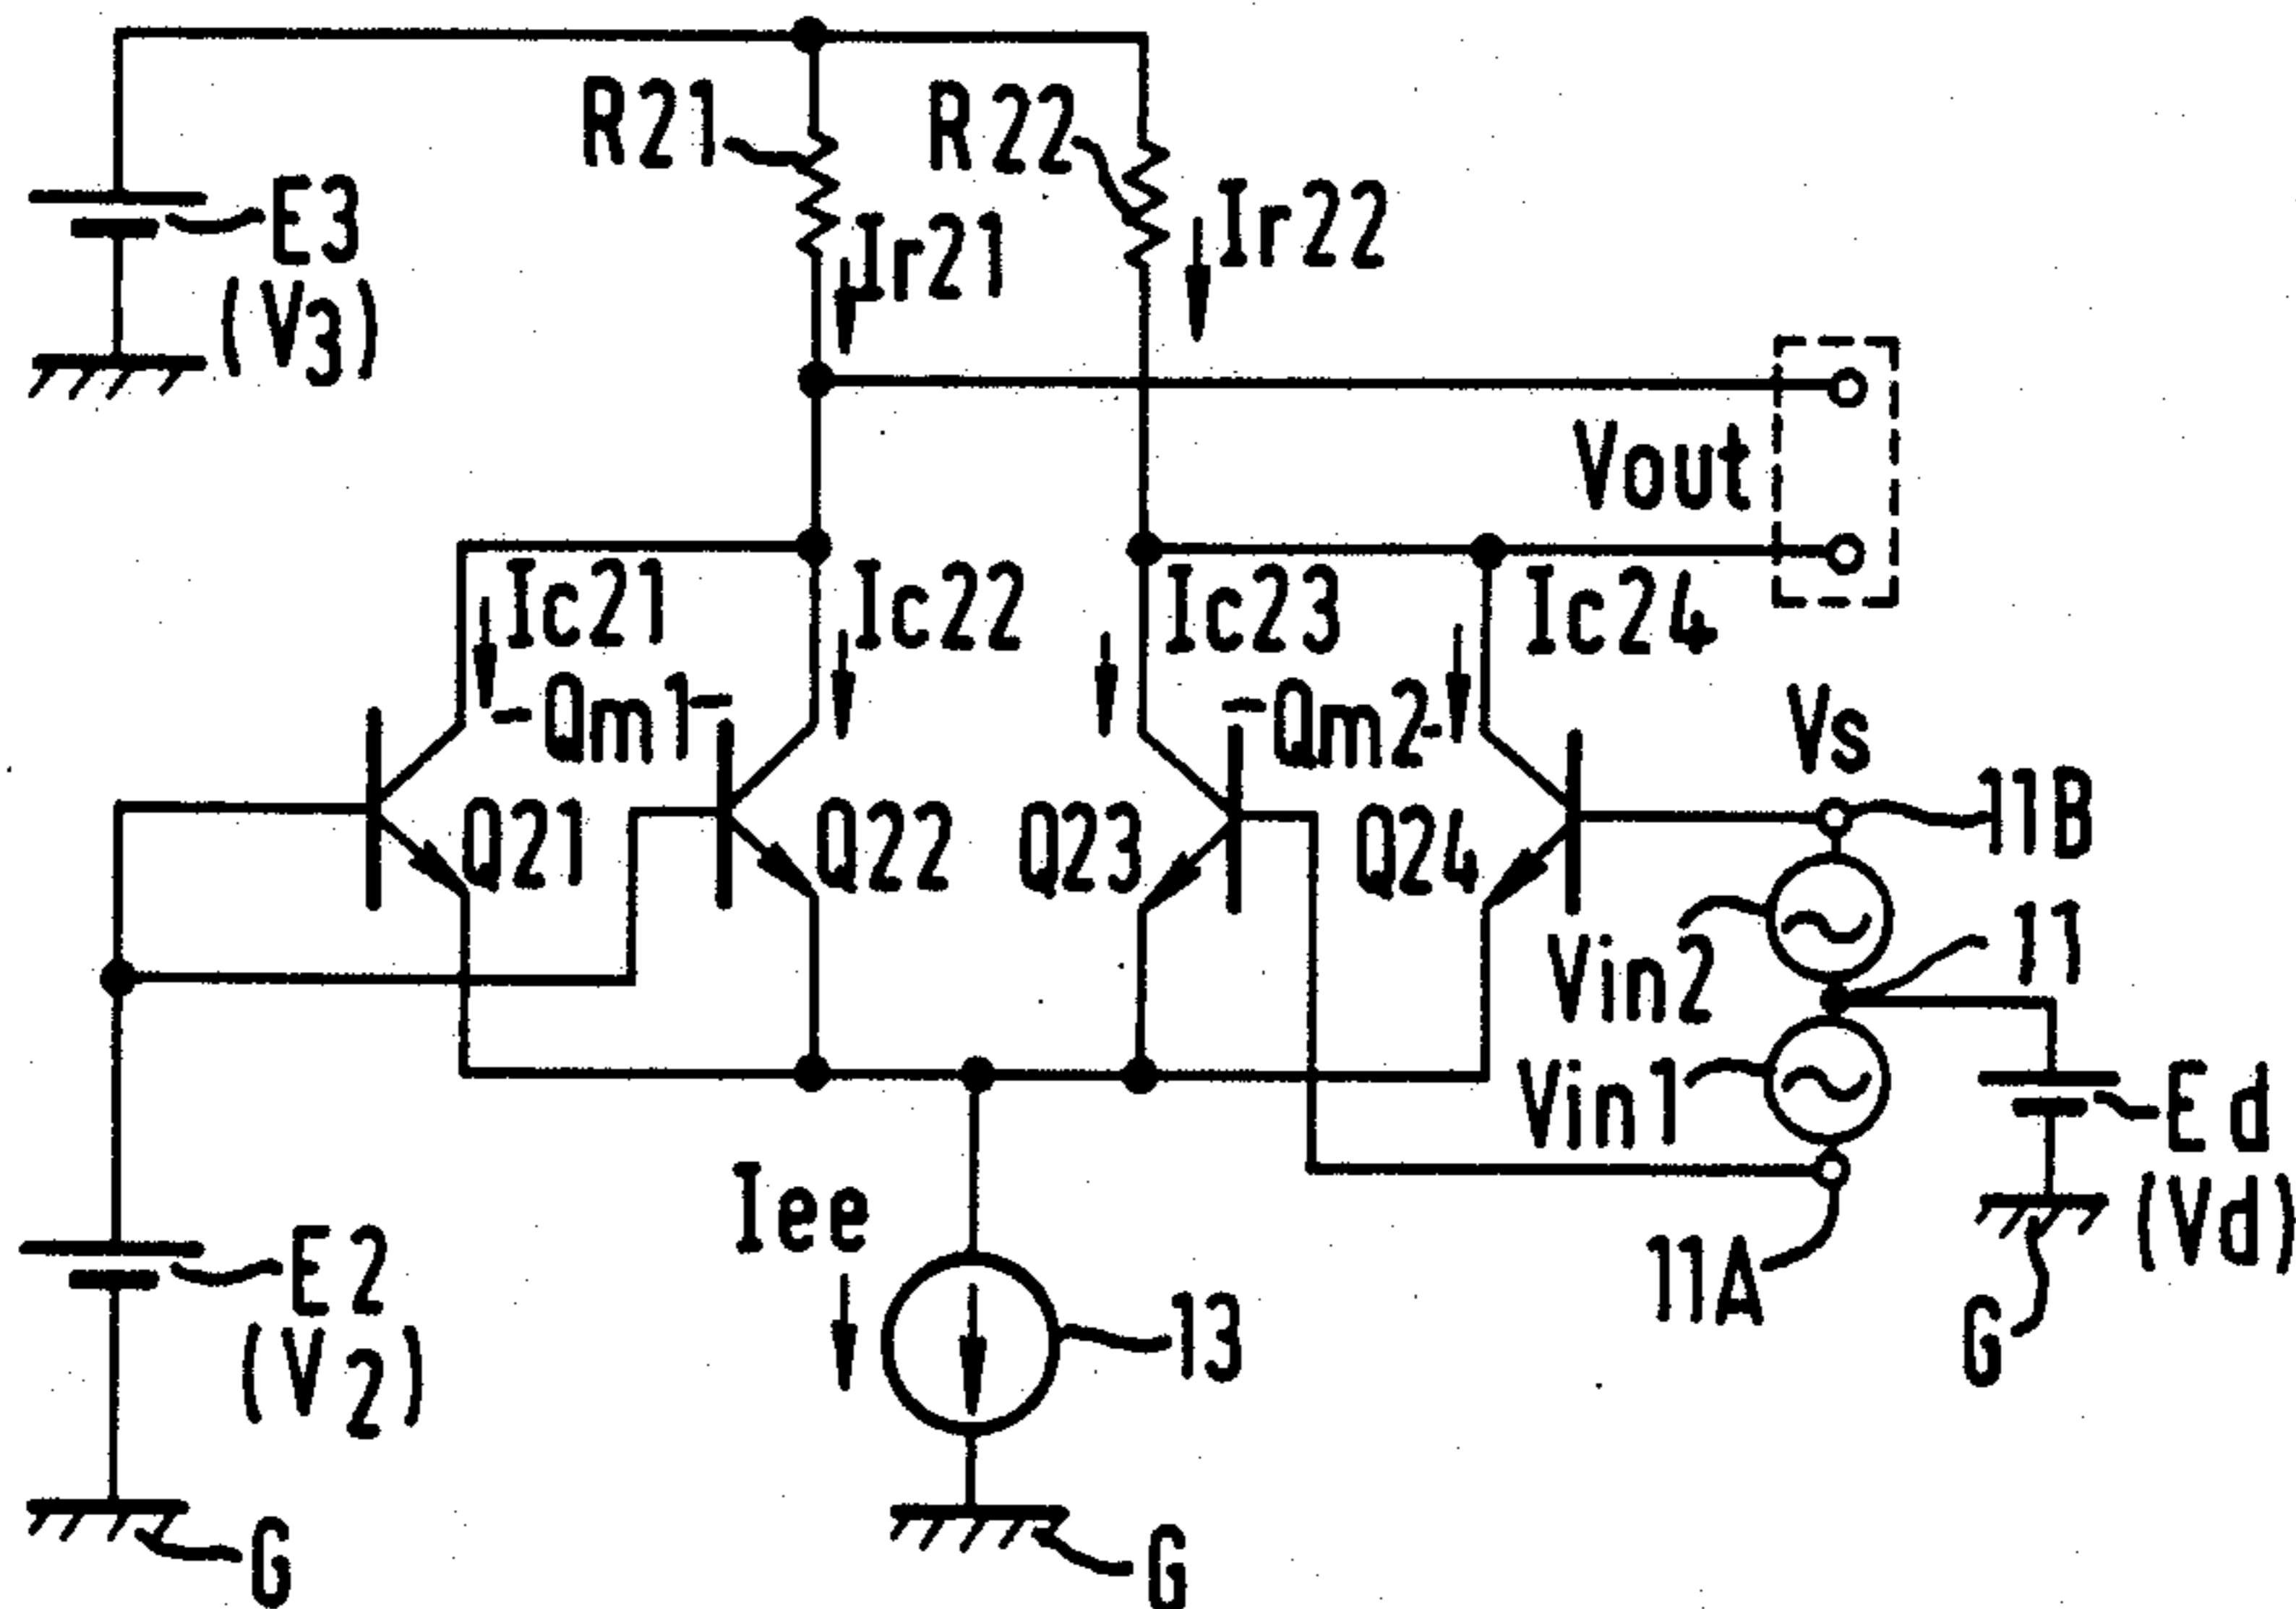 R21
R22
E3
(V3)
Ir21
Ir22
Vout
Ic21
Ic22
Ic23
Ic24
-Qm1-
-Qm2-
Vs
11B
Q21
Q22
Q23
Q24
11
Vin2
Vin1
Ed
(Vd)
Iee
E2
(V2)
13
11A
G
G
G